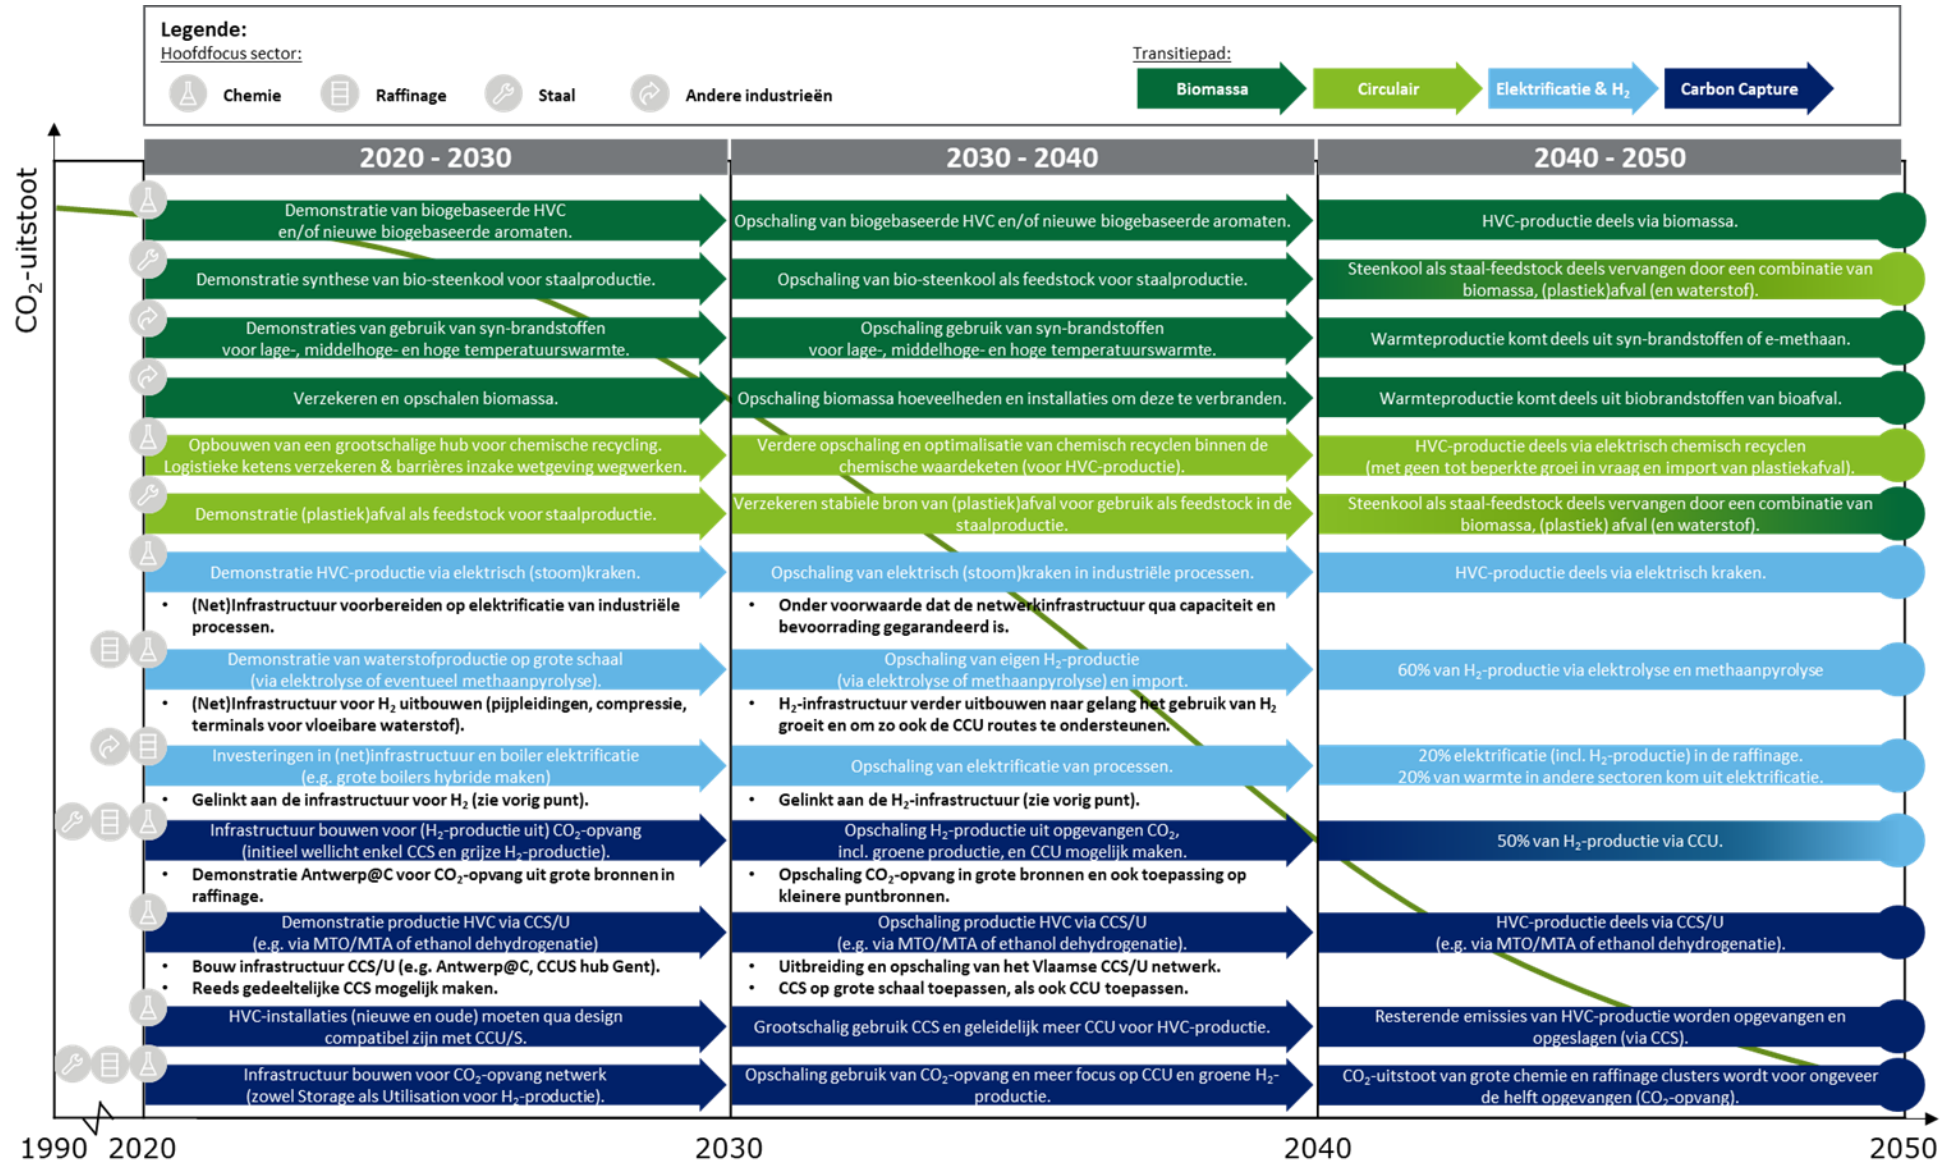 Legende:
Hoofdfocus sector:
Transitiepad:
Chemie
Raffinage
Staal
Andere industrieën
Biomassa
Circulair
Elektrificatie & H₂
Carbon Capture
CO₂-uitstoot
2020 - 2030
2030 - 2040
2040 - 2050
Demonstratie van biogebaseerde HVC
en/of nieuwe biogebaseerde aromaten.
Opschaling van biogebaseerde HVC en/of nieuwe biogebaseerde aromaten.
HVC-productie deels via biomassa.
Demonstratie synthese van bio-steenkool voor staalproductie.
Opschaling van bio-steenkool als feedstock voor staalproductie.
Steenkool als staal-feedstock deels vervangen door een combinatie van
biomassa, (plastiek)afval (en waterstof).
Demonstraties van gebruik van syn-brandstoffen
voor lage-, middelhoge- en hoge temperatuurswarmte.
Opschaling gebruik van syn-brandstoffen
voor lage-, middelhoge- en hoge temperatuurswarmte.
Warmteproductie komt deels uit syn-brandstoffen of e-methaan.
Verzekeren en opschalen biomassa.
Opschaling biomassa hoeveelheden en installaties om deze te verbranden.
Warmteproductie komt deels uit biobrandstoffen van bioafval.
Opbouwen van een grootschalige hub voor chemische recycling.
Logistieke ketens verzekeren & barrières inzake wetgeving wegwerken.
Verdere opschaling en optimalisatie van chemisch recyclen binnen de
chemische waardeketen (voor HVC-productie).
HVC-productie deels via elektrisch chemisch recyclen
(met geen tot beperkte groei in vraag en import van plastiekafval).
Demonstratie (plastiek)afval als feedstock voor staalproductie.
Verzekeren stabiele bron van (plastiek)afval voor gebruik als feedstock in de
staalproductie.
Steenkool als staal-feedstock deels vervangen door een combinatie van
biomassa, (plastiek) afval (en waterstof).
Demonstratie HVC-productie via elektrisch (stoom)kraken.
Opschaling van elektrisch (stoom)kraken in industriële processen.
HVC-productie deels via elektrisch kraken.
• (Net)Infrastructuur voorbereiden op elektrificatie van industriële
processen.
• Onder voorwaarde dat de netwerkinfrastructuur qua capaciteit en
bevoorrading gegarandeerd is.
Demonstratie van waterstofproductie op grote schaal
(via elektrolyse of eventueel methaanpyrolyse).
Opschaling van eigen H₂-productie
(via elektrolyse of methaanpyrolyse) en import.
60% van H₂-productie via elektrolyse en methaanpyrolyse
• (Net)Infrastructuur voor H₂ uitbouwen (pijpleidingen, compressie,
terminals voor vloeibare waterstof).
• H₂-infrastructuur verder uitbouwen naar gelang het gebruik van H₂
groeit en om zo ook de CCU routes te ondersteunen.
Investeringen in (net)infrastructuur en boiler elektrificatie
(e.g. grote boilers hybride maken)
Opschaling van elektrificatie van processen.
20% elektrificatie (incl. H₂-productie) in de raffinage.
20% van warmte in andere sectoren kom uit elektrificatie.
• Gelinkt aan de infrastructuur voor H₂ (zie vorig punt).
• Gelinkt aan de H₂-infrastructuur (zie vorig punt).
Infrastructuur bouwen voor (H₂-productie uit) CO₂-opvang
(initieel wellicht enkel CCS en grijze H₂-productie).
Opschaling H₂-productie uit opgevangen CO₂,
incl. groene productie, en CCU mogelijk maken.
50% van H₂-productie via CCU.
• Demonstratie Antwerp@C voor CO₂-opvang uit grote bronnen in
raffinage.
• Opschaling CO₂-opvang in grote bronnen en ook toepassing op
kleinere puntbronnen.
Demonstratie productie HVC via CCS/U
(e.g. via MTO/MTA of ethanol dehydrogenatie)
Opschaling productie HVC via CCS/U
(e.g. via MTO/MTA of ethanol dehydrogenatie).
HVC-productie deels via CCS/U
(e.g. via MTO/MTA of ethanol dehydrogenatie).
• Bouw infrastructuur CCS/U (e.g. Antwerp@C, CCUS hub Gent).
• Reeds gedeeltelijke CCS mogelijk maken.
• Uitbreiding en opschaling van het Vlaamse CCS/U netwerk.
• CCS op grote schaal toepassen, als ook CCU toepassen.
HVC-installaties (nieuwe en oude) moeten qua design
compatibel zijn met CCU/S.
Grootschalig gebruik CCS en geleidelijk meer CCU voor HVC-productie.
Resterende emissies van HVC-productie worden opgevangen en
opgeslagen (via CCS).
Infrastructuur bouwen voor CO₂-opvang netwerk
(zowel Storage als Utilisation voor H₂-productie).
Opschaling gebruik van CO₂-opvang en meer focus op CCU en groene H₂-
productie.
CO₂-uitstoot van grote chemie en raffinage clusters wordt voor ongeveer
de helft opgevangen (CO₂-opvang).
1990
2020
2030
2040
2050